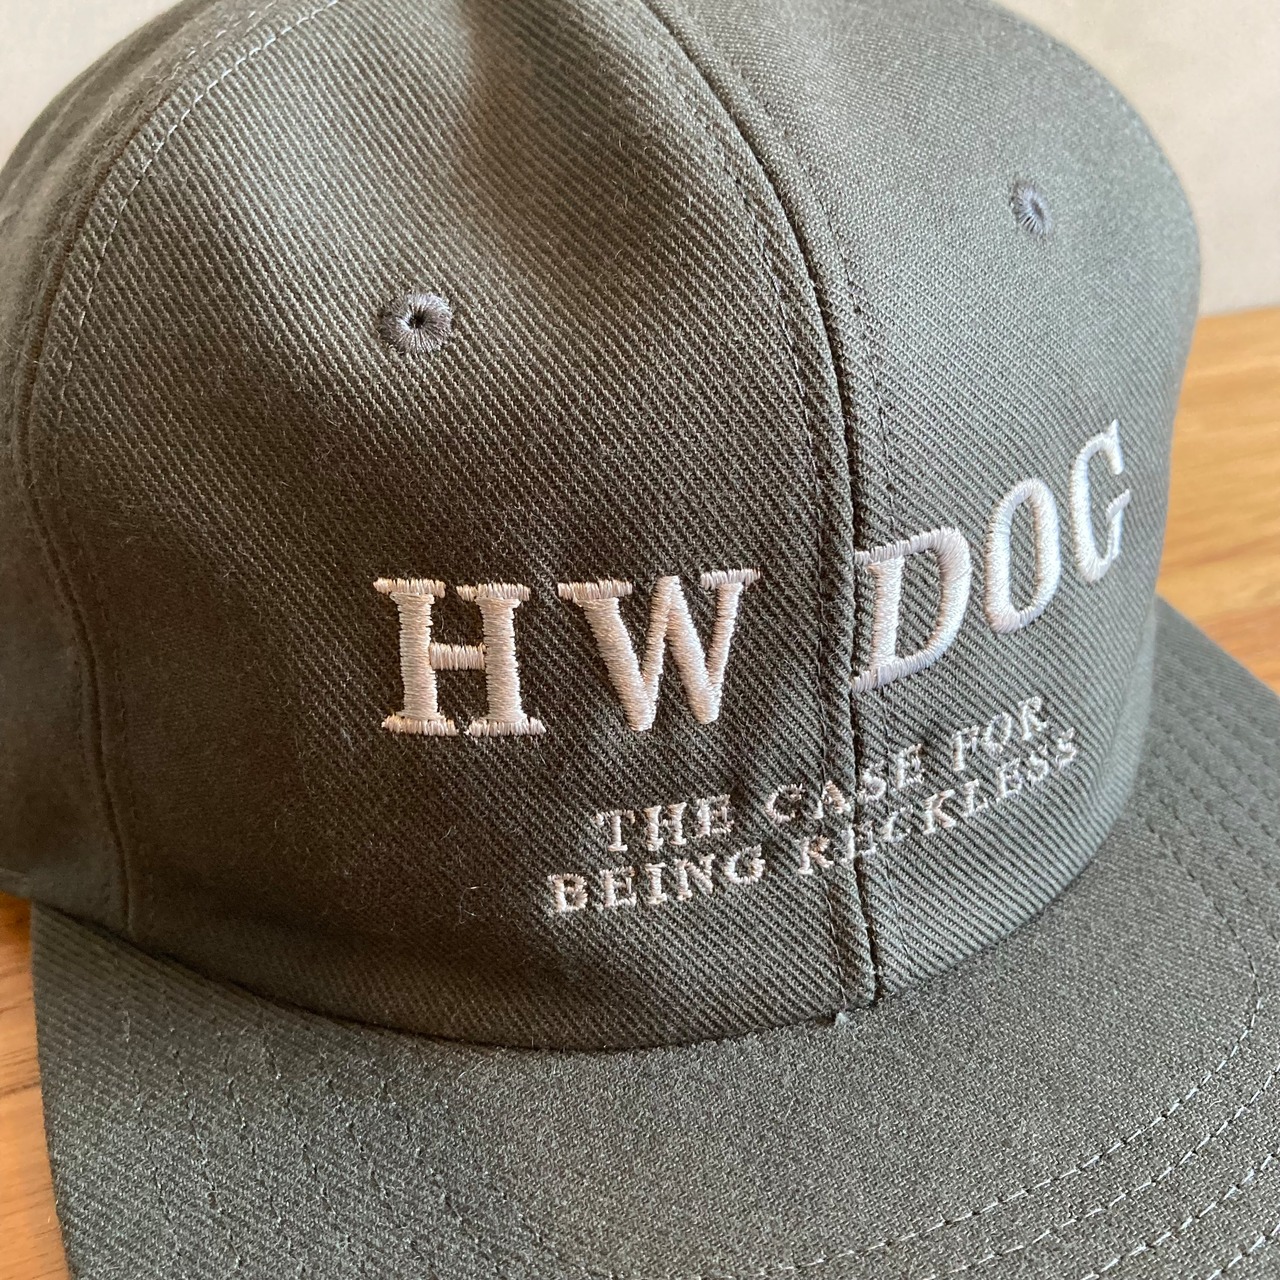 HW DOG
THE CASE FOR
BEING RECKLESS